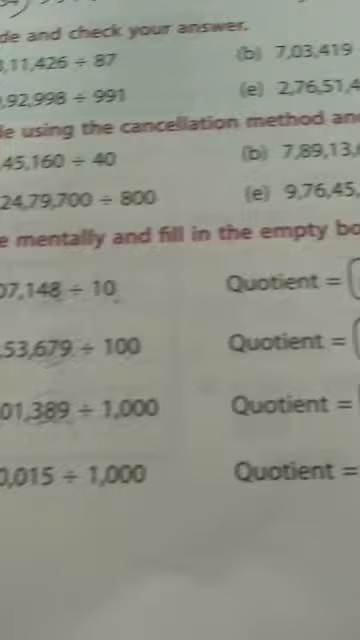 de and check your answer.
,11,426 ÷ 87 (b) 7,03,419
,92,998 ÷ 991 (e) 2,76,51,4
le using the cancellation method and
,45,160 ÷ 40 (b) 7,89,13,
24,79,700 ÷ 800 (e) 9,76,45,
e mentally and fill in the empty bo
07,148 ÷ 10 Quotient =
,53,679 ÷ 100 Quotient =
01,389 ÷ 1,000 Quotient =
0,015 ÷ 1,000 Quotient =